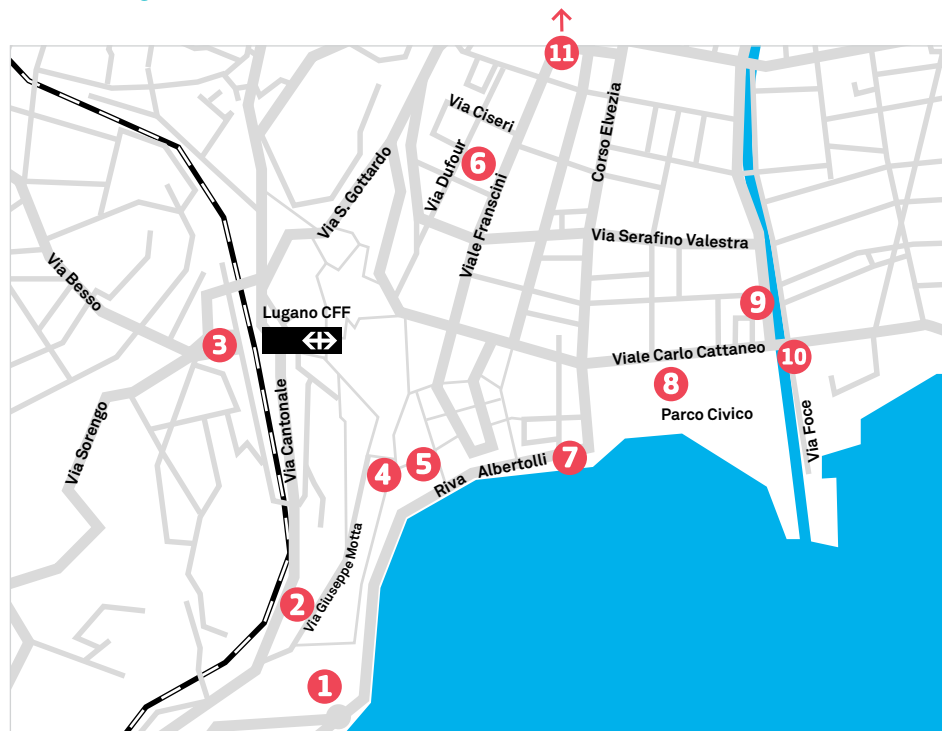 11
Via Ciseri
Corso Elvezia
Via S. Gottardo
Via Dufour
6
Viale Franscini
Via Serafino Valestra
Via Besso
Lugano CFF
3
9
Viale Carlo Cattaneo
10
8
Parco Civico
Via Cantonale
Via Sorengo
Via Foce
4
5
Riva Albertolli
7
Via Giuseppe Motta
2
1